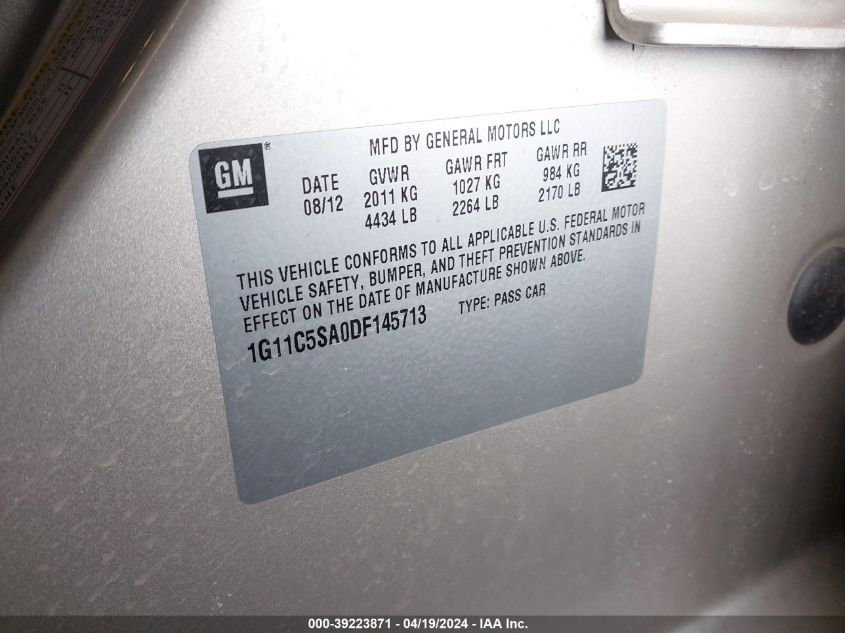 GM ®
MFD BY GENERAL MOTORS LLC
DATE GVWR GAWR FRT GAWR RR
08/12 2011 KG 1027 KG 984 KG
4434 LB 2264 LB 2170 LB
THIS VEHICLE CONFORMS TO ALL APPLICABLE U.S. FEDERAL MOTOR
VEHICLE SAFETY, BUMPER, AND THEFT PREVENTION STANDARDS IN
EFFECT ON THE DATE OF MANUFACTURE SHOWN ABOVE.
1G11C5SA0DF145713 TYPE: PASS CAR
000-39223871 - 04/19/2024 - IAA Inc.